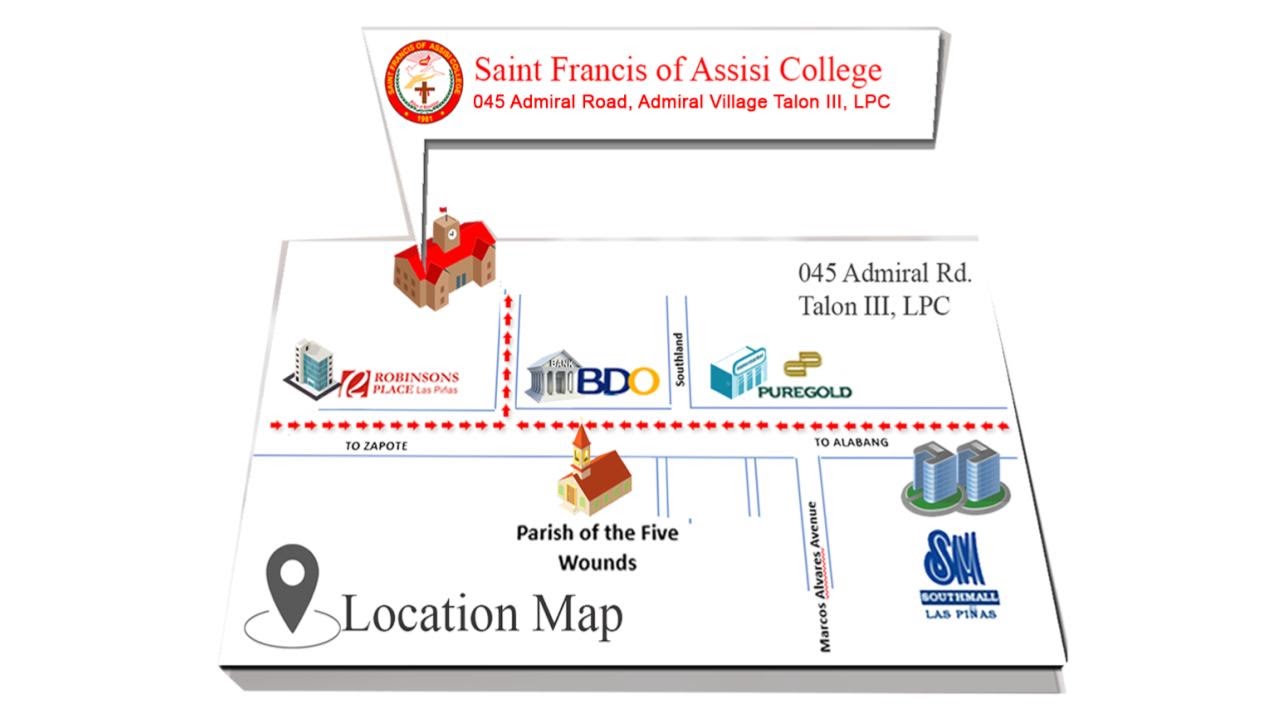 SAINT FRANCIS OF ASSISI COLLEGE
1981
Saint Francis of Assisi College
045 Admiral Road, Admiral Village Talon III, LPC
045 Admiral Rd.
Talon III, LPC
ROBINSONS
PLACE Las Piñas
BANK
BDO
Southland
PUREGOLD
TO ZAPOTE
TO ALABANG
Parish of the Five
Wounds
Marcos Alvares Avenue
SM
SOUTHMALL
LAS PINAS
Location Map